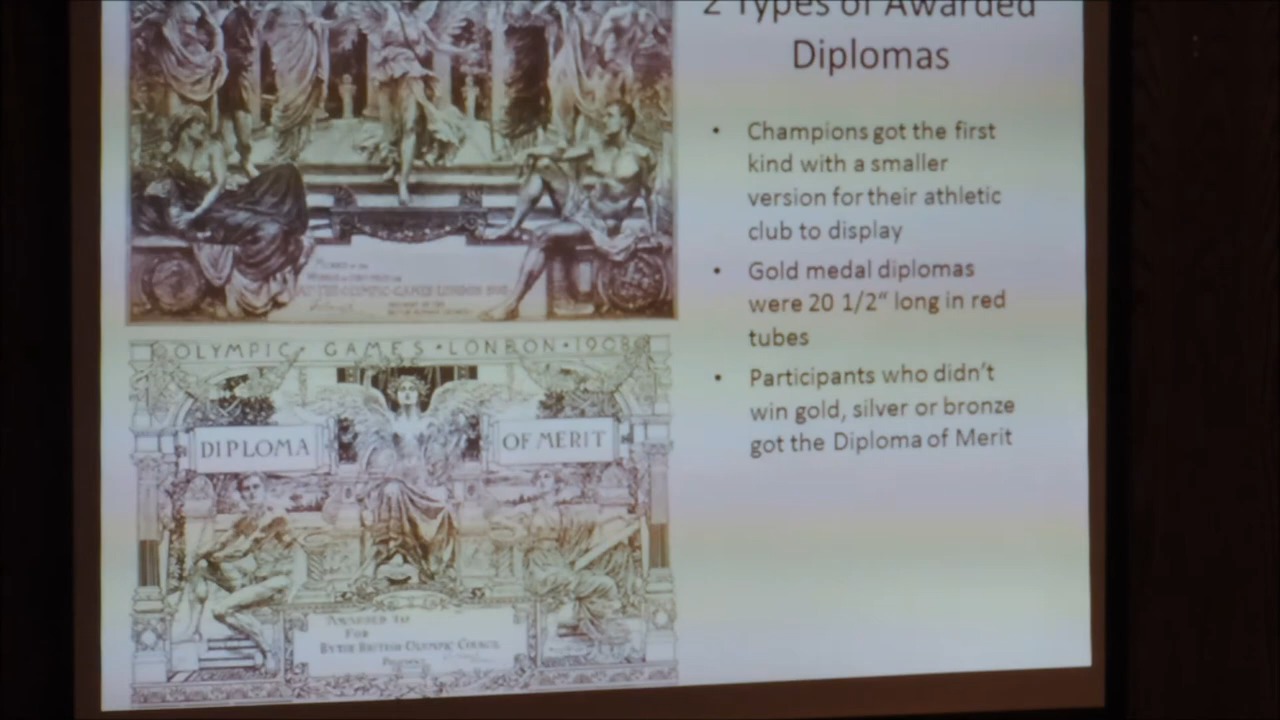 2 Types of Awarded
Diplomas
• Champions got the first
kind with a smaller
version for their athletic
club to display
• Gold medal diplomas
were 20 1/2“ long in red
tubes
• Participants who didn’t
win gold, silver or bronze
got the Diploma of Merit
OLYMPIC • GAMES • LONDON • 1908
DIPLOMA
OF MERIT
AWARDED TO
FOR
BY THE BRITISH OLYMPIC COUNCIL